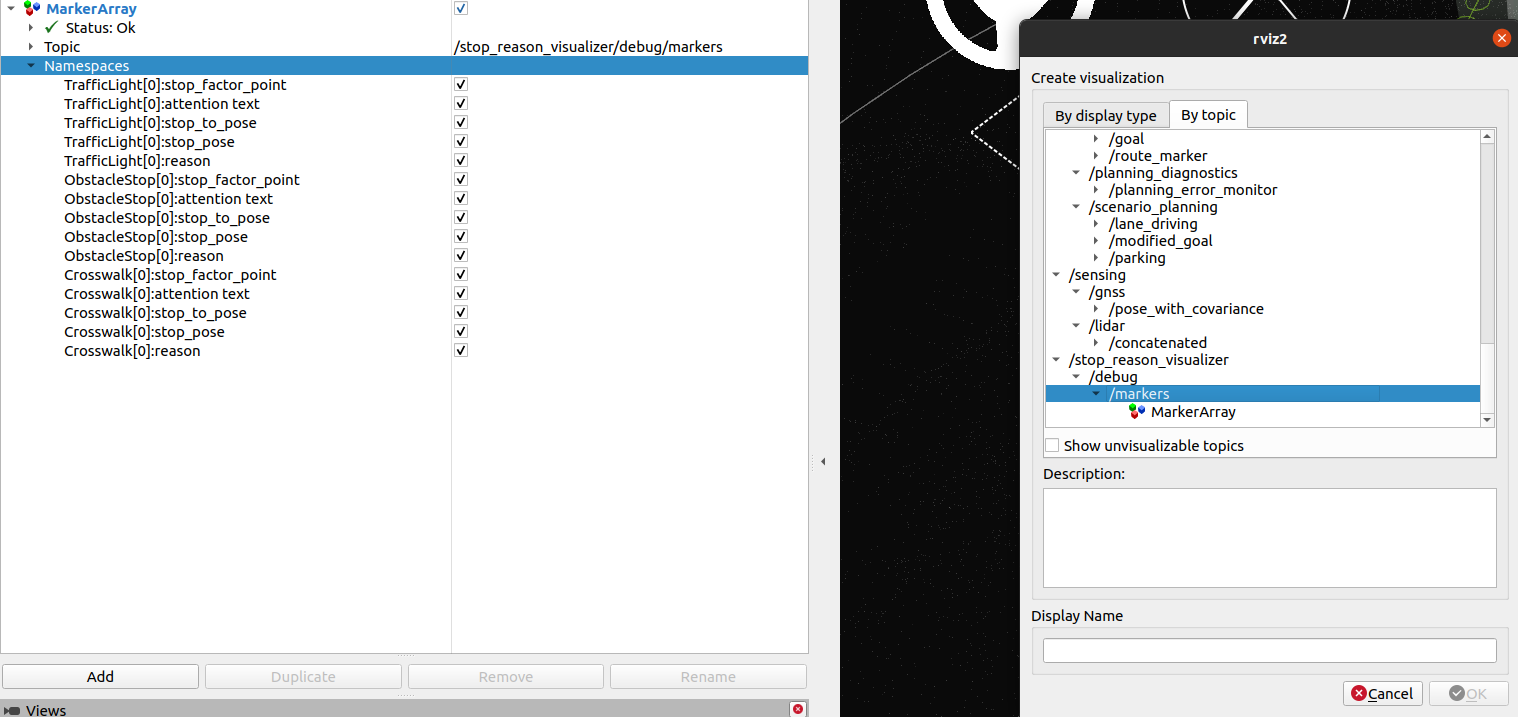 MarkerArray
Status: Ok
Topic /stop_reason_visualizer/debug/markers
Namespaces
TrafficLight[0]:stop_factor_point
TrafficLight[0]:attention text
TrafficLight[0]:stop_to_pose
TrafficLight[0]:stop_pose
TrafficLight[0]:reason
ObstacleStop[0]:stop_factor_point
ObstacleStop[0]:attention text
ObstacleStop[0]:stop_to_pose
ObstacleStop[0]:stop_pose
ObstacleStop[0]:reason
Crosswalk[0]:stop_factor_point
Crosswalk[0]:attention text
Crosswalk[0]:stop_to_pose
Crosswalk[0]:stop_pose
Crosswalk[0]:reason
Add Duplicate Remove Rename
Views
rviz2
Create visualization
By display type By topic
/goal
/route_marker
/planning_diagnostics
/planning_error_monitor
/scenario_planning
/lane_driving
/modified_goal
/parking
/sensing
/gnss
/pose_with_covariance
/lidar
/concatenated
/stop_reason_visualizer
/debug
/markers
MarkerArray
Show unvisualizable topics
Description:
Display Name
Cancel OK